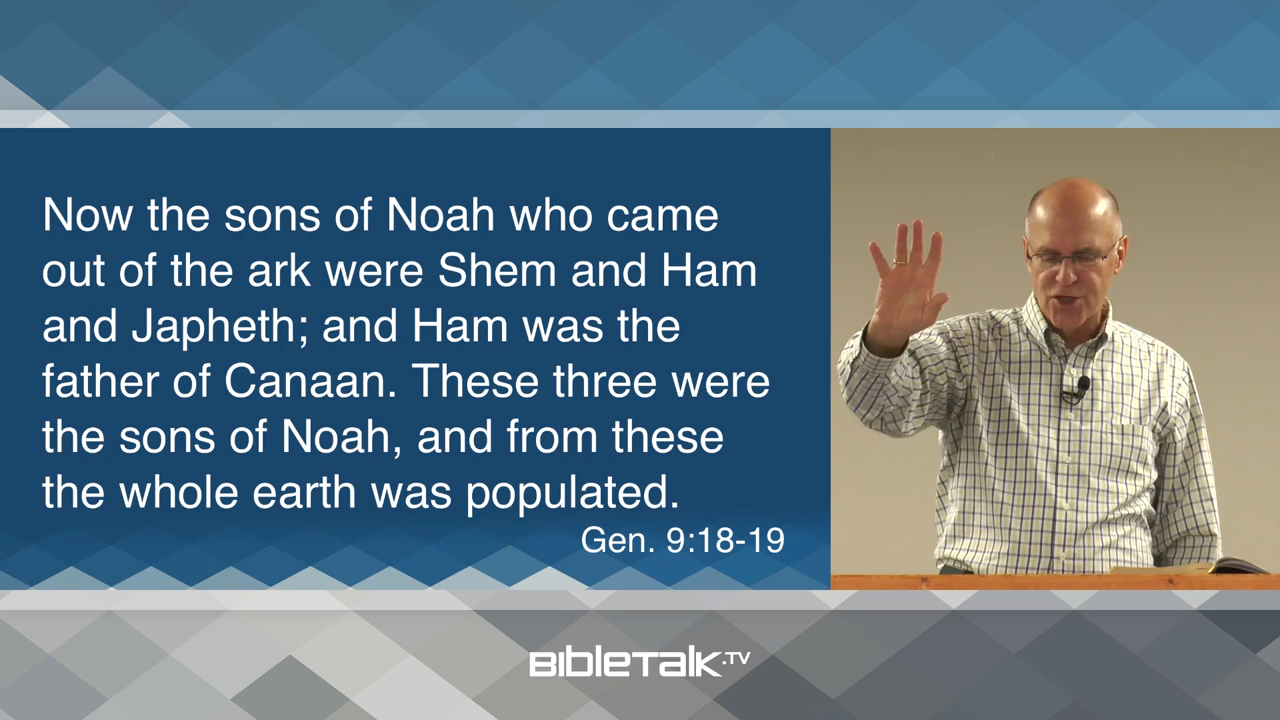 Now the sons of Noah who came
out of the ark were Shem and Ham
and Japheth; and Ham was the
father of Canaan. These three were
the sons of Noah, and from these
the whole earth was populated.
Gen. 9:18-19
BIBLETALK.TV